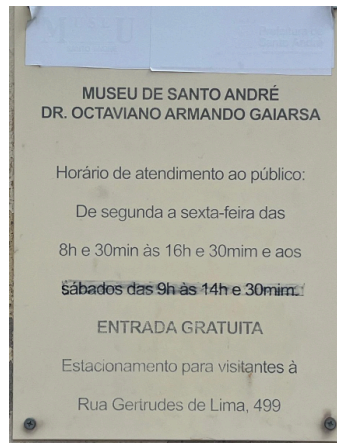 MUSEU DE SANTO ANDRÉ
DR. OCTAVIANO ARMANDO GAIARSA
Horário de atendimento ao público:
De segunda a sexta-feira das
8h e 30min às 16h e 30mim e aos
sábados das 9h às 14h e 30mim.
ENTRADA GRATUITA
Estacionamento para visitantes à
Rua Gertrudes de Lima, 499